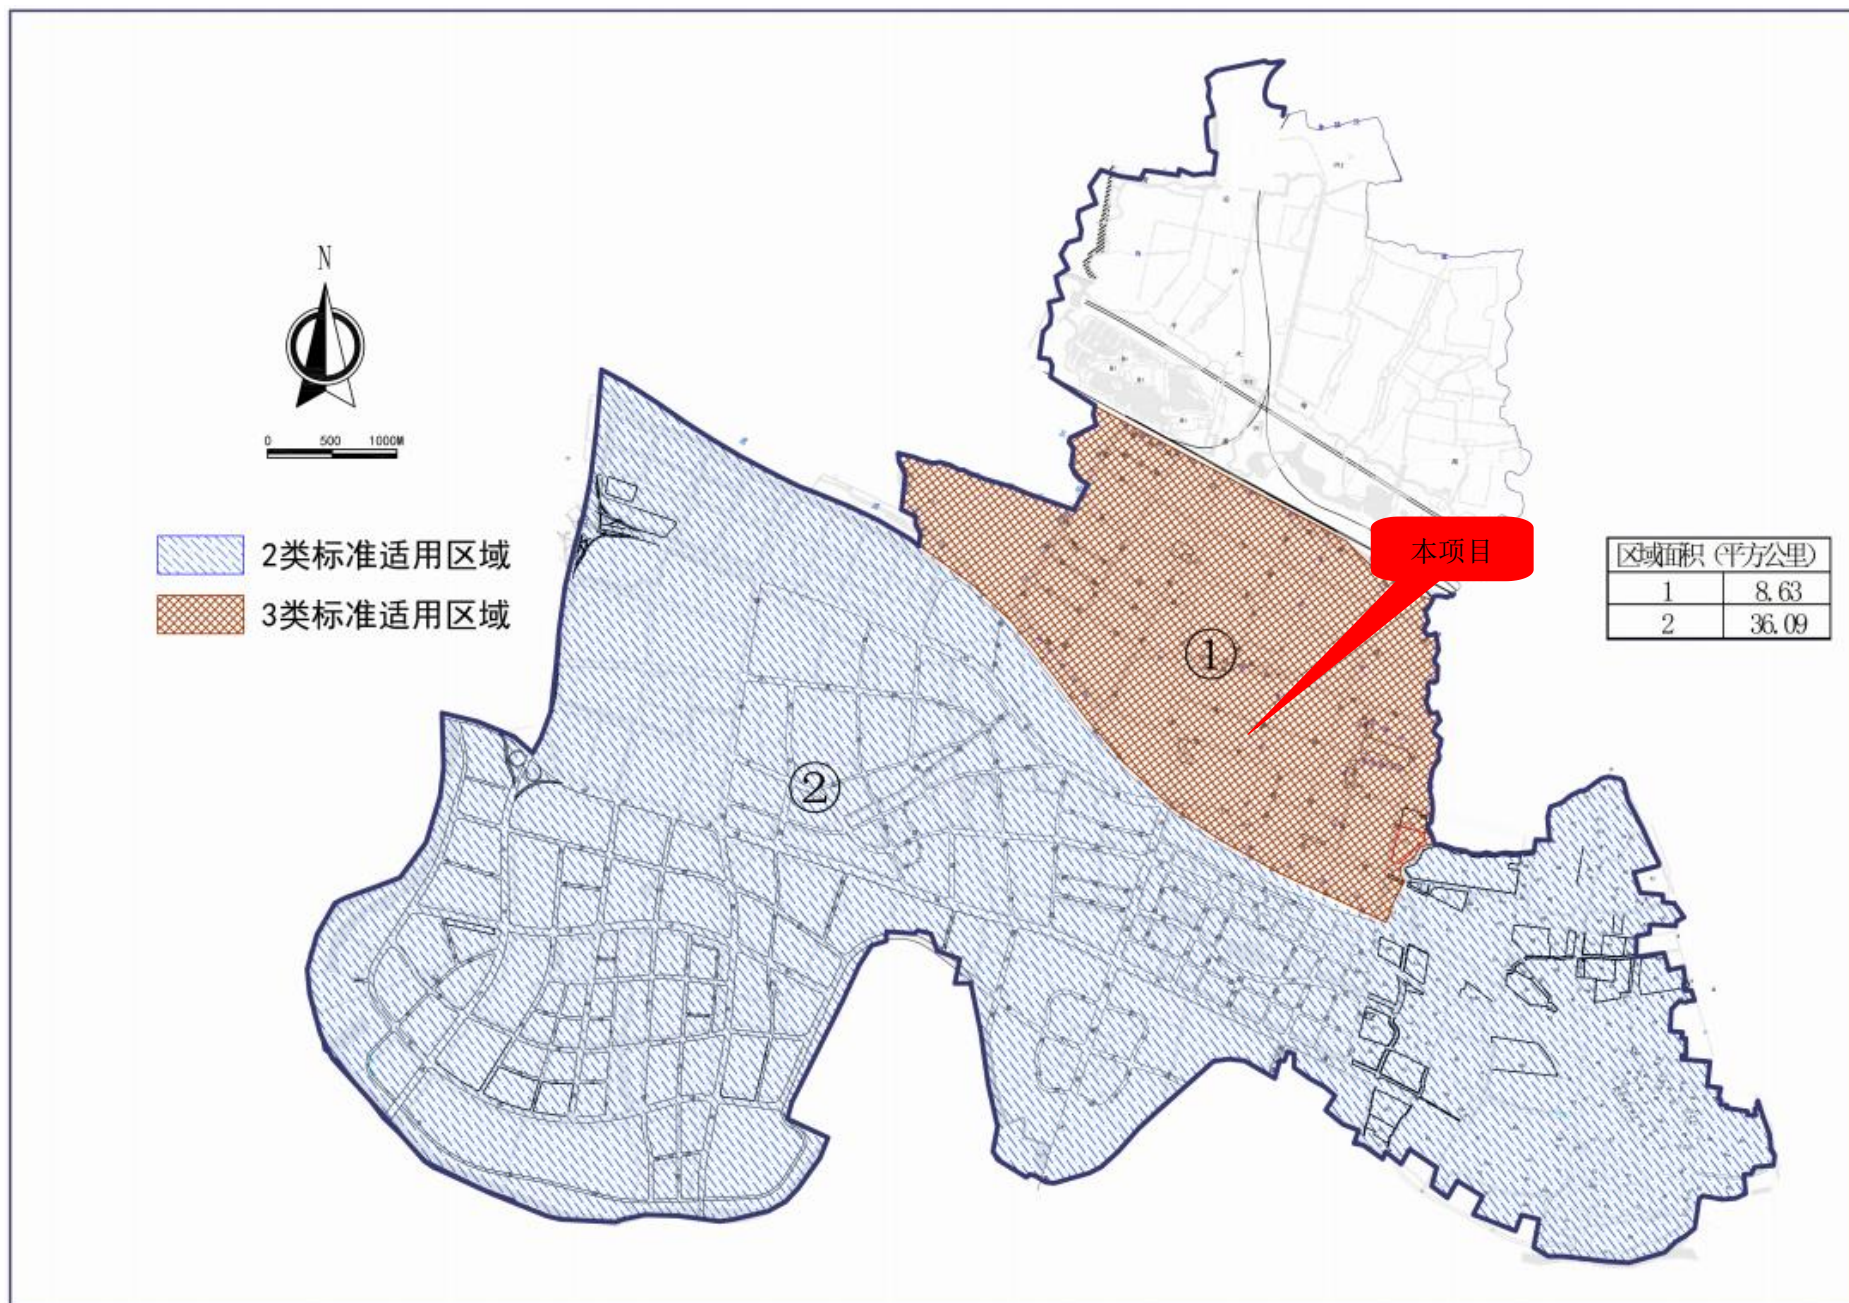 N
0 500 1000M
2类标准适用区域
3类标准适用区域
本项目
①
②
区域面积（平方公里）
1 8.63
2 36.09